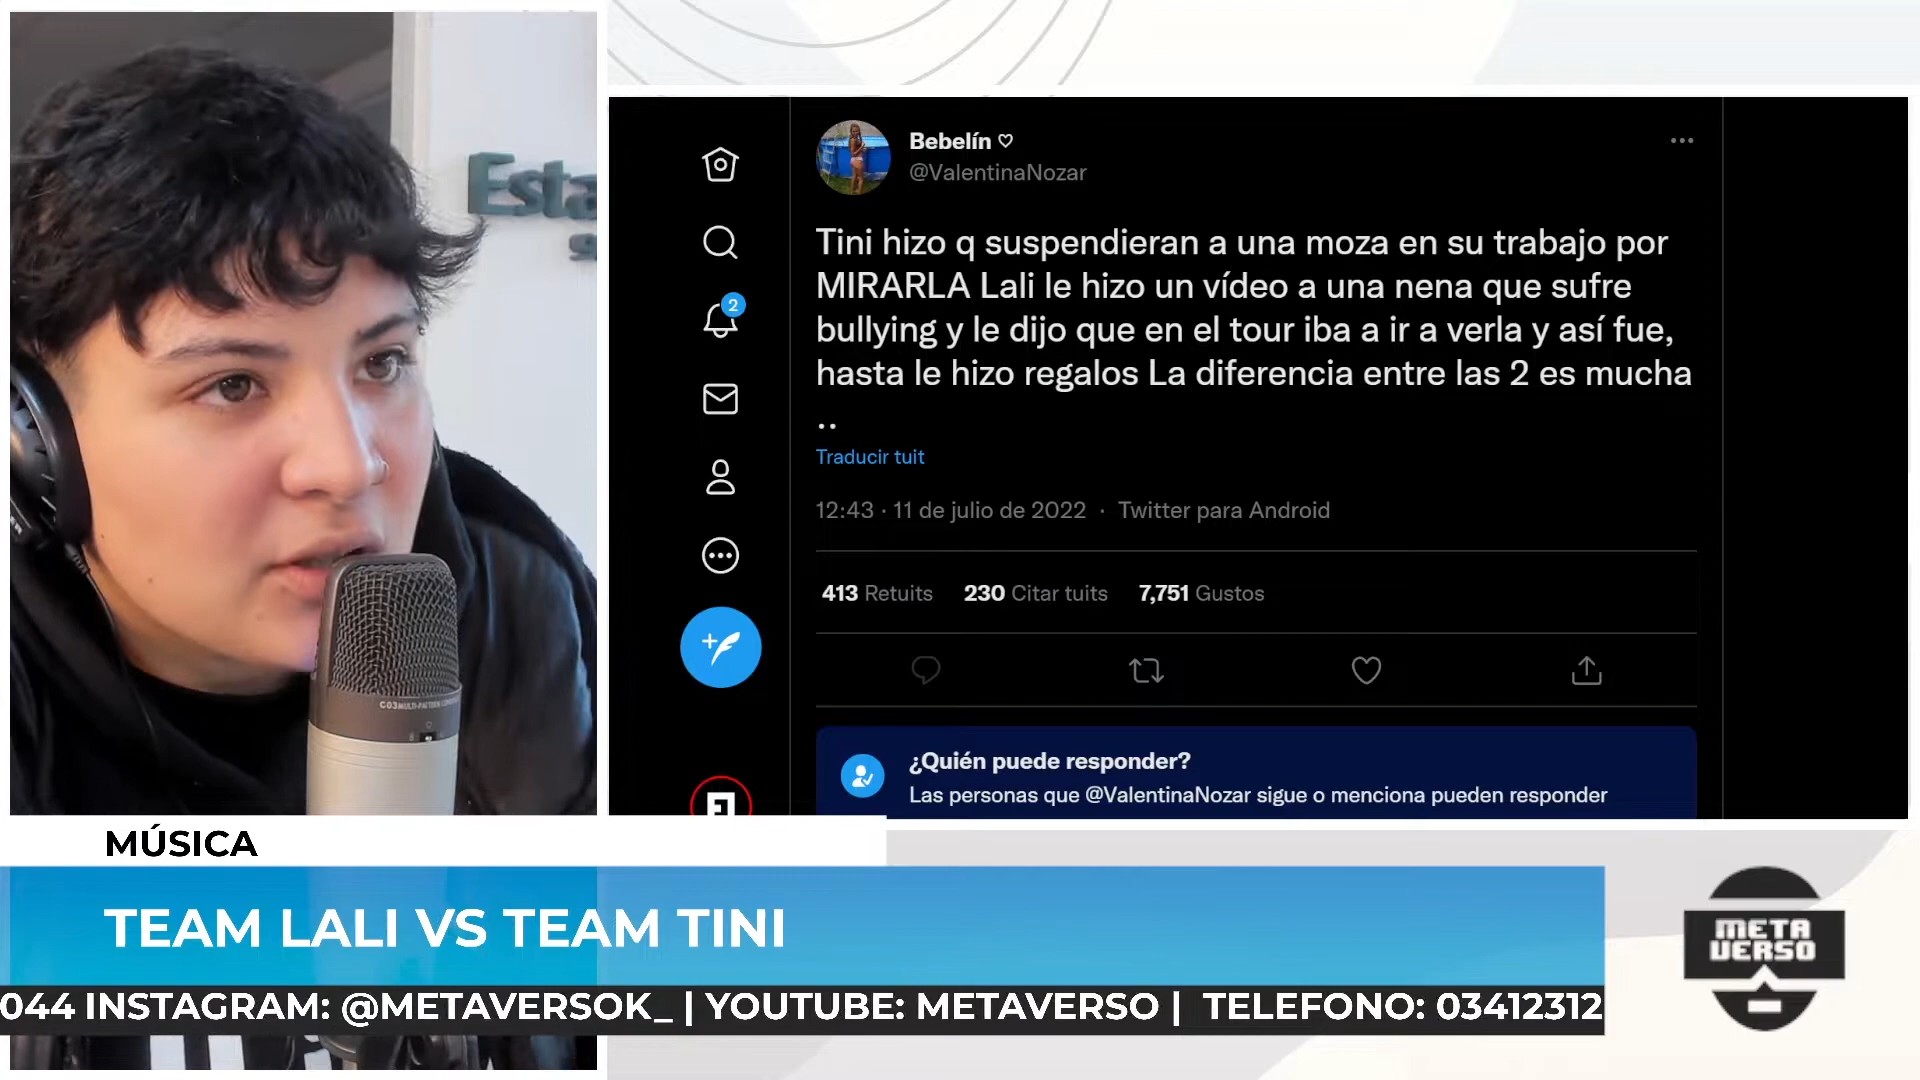 Esta
Bebelín ♡
@ValentinaNozar
Tini hizo q suspendieran a una moza en su trabajo por
MIRARLA Lali le hizo un vídeo a una nena que sufre
bullying y le dijo que en el tour iba a ir a verla y así fue,
hasta le hizo regalos La diferencia entre las 2 es mucha
..
Traducir tuit
12:43 · 11 de julio de 2022 · Twitter para Android
413 Retuits 230 Citar tuits 7,751 Gustos
2
¿Quién puede responder?
Las personas que @ValentinaNozar sigue o menciona pueden responder
G03 MULTI-PATTERN
MÚSICA
TEAM LALI VS TEAM TINI
044 INSTAGRAM: @METAVERSOK_ | YOUTUBE: METAVERSO | TELEFONO: 03412312
META
VERSO